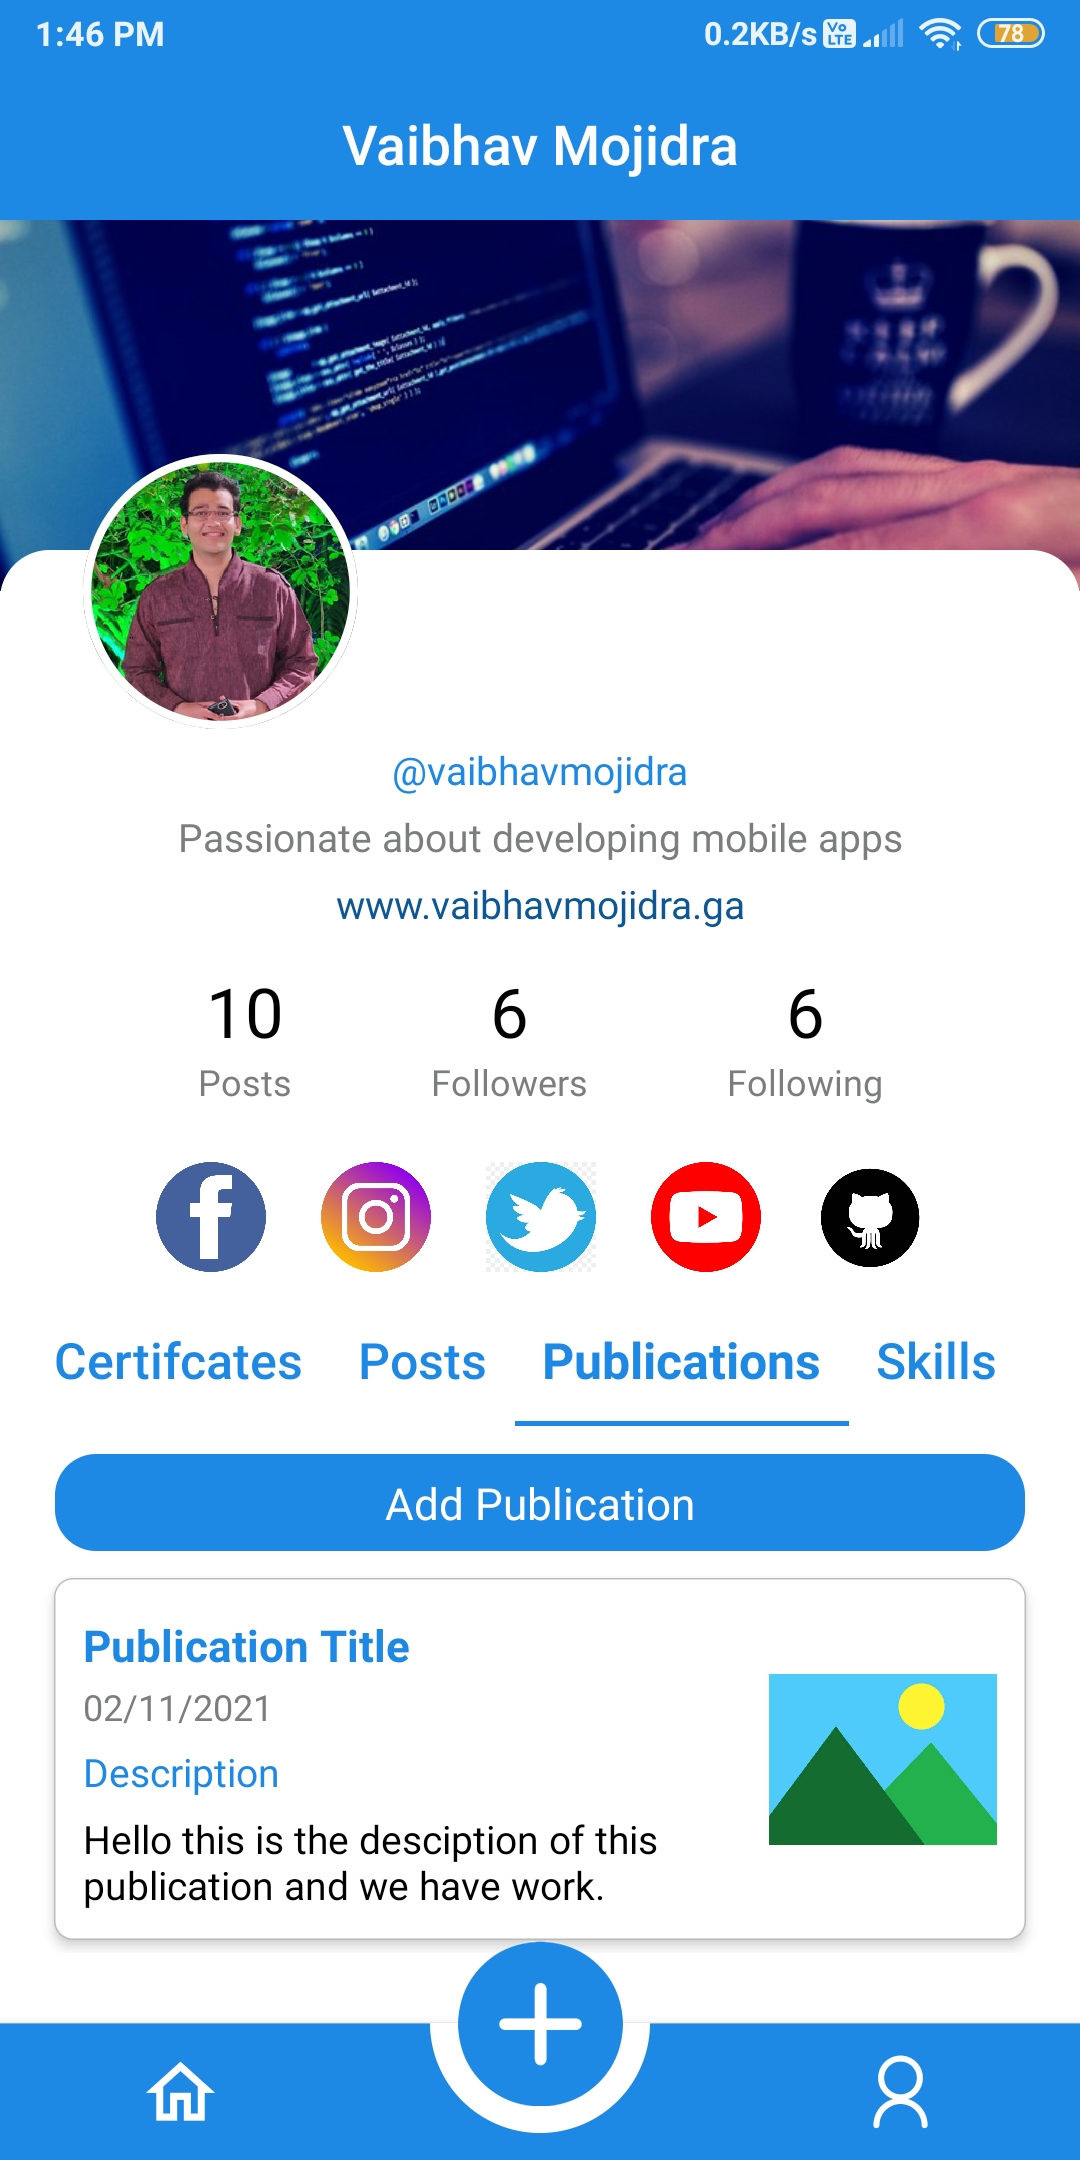 1:46 PM
0.2KB/s
Vo
LTE
78
Vaibhav Mojidra
@vaibhavmojidra
Passionate about developing mobile apps
www.vaibhavmojidra.ga
10
6
6
Posts
Followers
Following
Certifcates
Posts
Publications
Skills
Add Publication
Publication Title
02/11/2021
Description
Hello this is the desciption of this
publication and we have work.